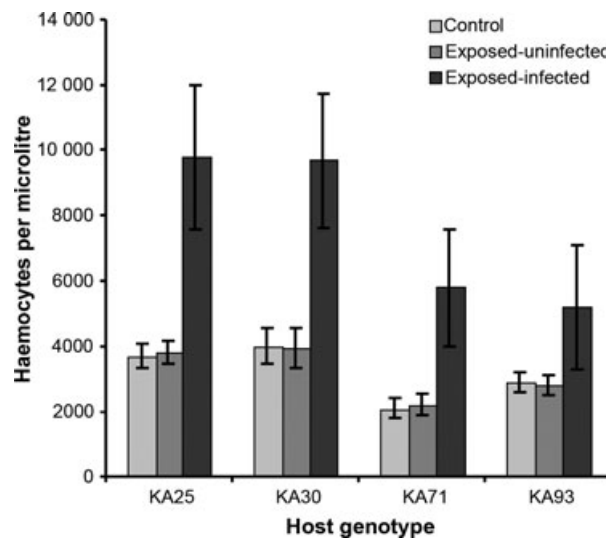 14 000
12 000
10 000
8000
6000
4000
2000
0
Haemocytes per microlitre
Control
Exposed-uninfected
Exposed-infected
KA25 KA30 KA71 KA93
Host genotype